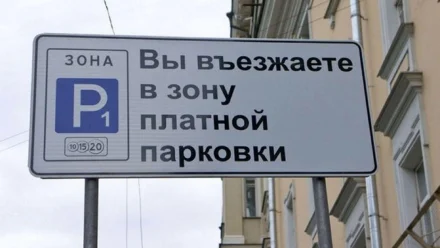 ЗОНА
P1
10 15 20
Вы въезжаете
в зону
платной
парковки